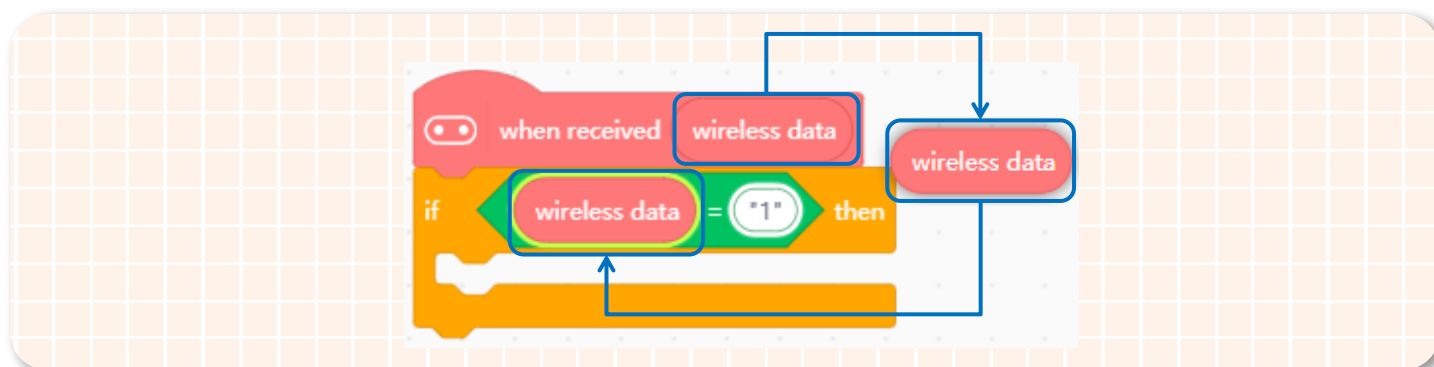 when received wireless data
wireless data
if wireless data = "1" then